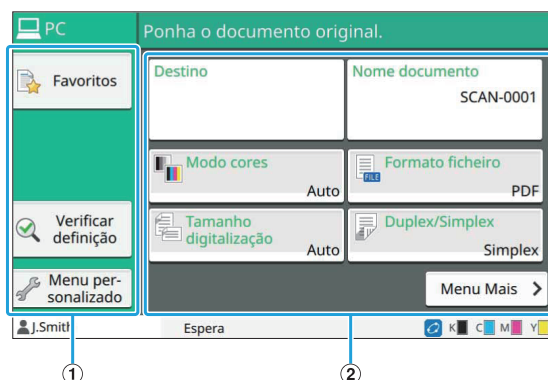 PC
Ponha o documento original.
Favoritos
Verificar
definição
Menu per-
sonalizado
Destino
Nome documento
SCAN-0001
Modo cores
Auto
Formato ficheiro
FILE
PDF
Tamanho
digitalização
Auto
Duplex/Simplex
Simplex
Menu Mais
J.Smith
Espera
K C M Y
1
2